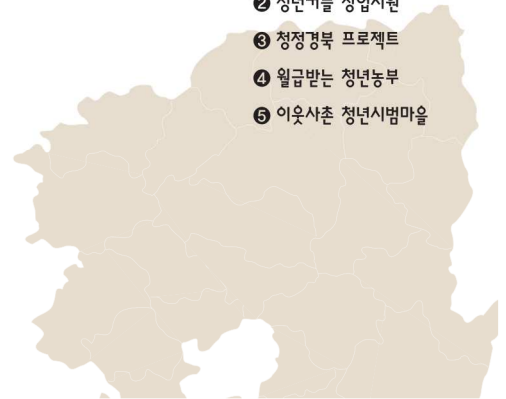 ❷ 청년커플 창업지원
❸ 청정경북 프로젝트
❹ 월급받는 청년농부
❺ 이웃사촌 청년시범마을